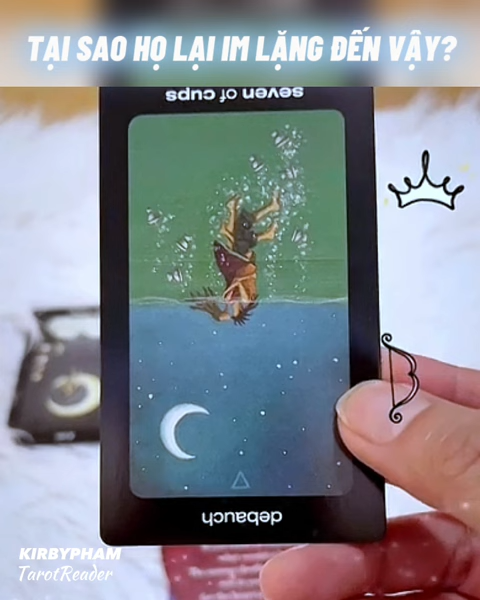 TẠI SAO HỌ LẠI IM LẶNG ĐẾN VẬY?
seven of cups
debauch
KIRBYPHAM
TarotReader